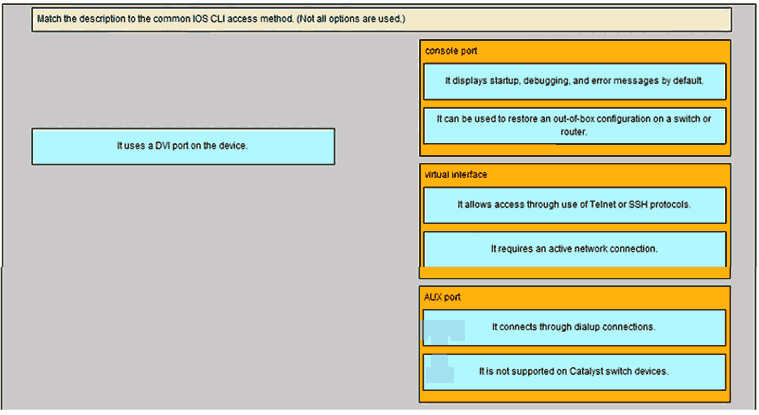 Match the description to the common IOS CLI access method. (Not all options are used.)
console port
It displays startup, debugging, and error messages by default.
It can be used to restore an out-of-box configuration on a switch or
router.
It uses a DVI port on the device.
virtual interface
It allows access through use of Telnet or SSH protocols.
It requires an active network connection.
AUX port
It connects through dialup connections.
It is not supported on Catalyst switch devices.